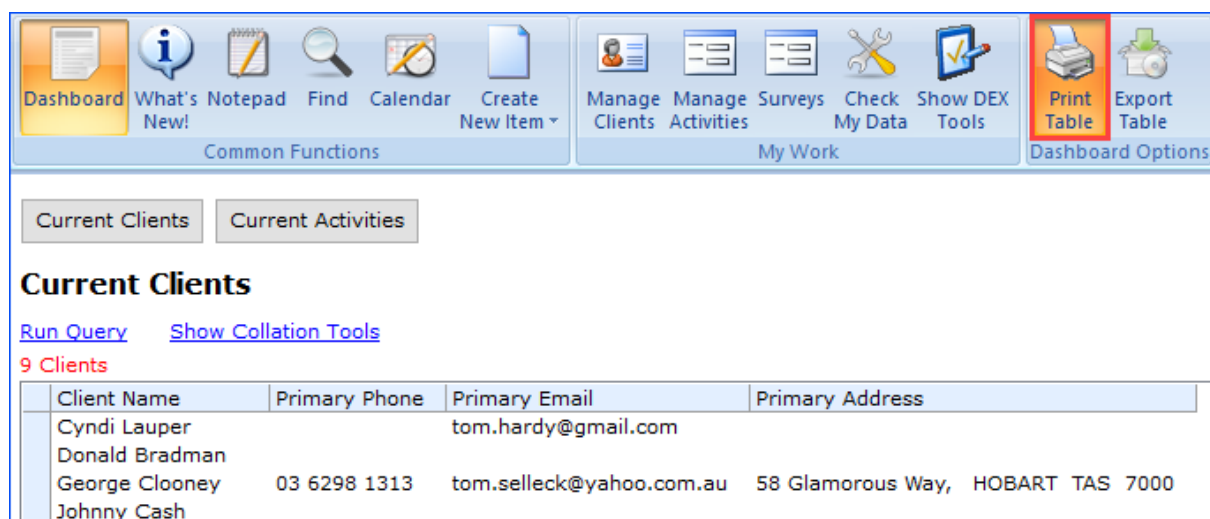 Dashboard What's Notepad Find Calendar Create Manage Manage Surveys Check Show DEX Print Export
New! New Item Clients Activities My Data Tools Table Table
Common Functions My Work Dashboard Options
Current Clients Current Activities
Current Clients
Run Query Show Collation Tools
9 Clients
Client Name Primary Phone Primary Email Primary Address
Cyndi Lauper tom.hardy@gmail.com
Donald Bradman
George Clooney 03 6298 1313 tom.selleck@yahoo.com.au 58 Glamorous Way, HOBART TAS 7000
Johnny Cash